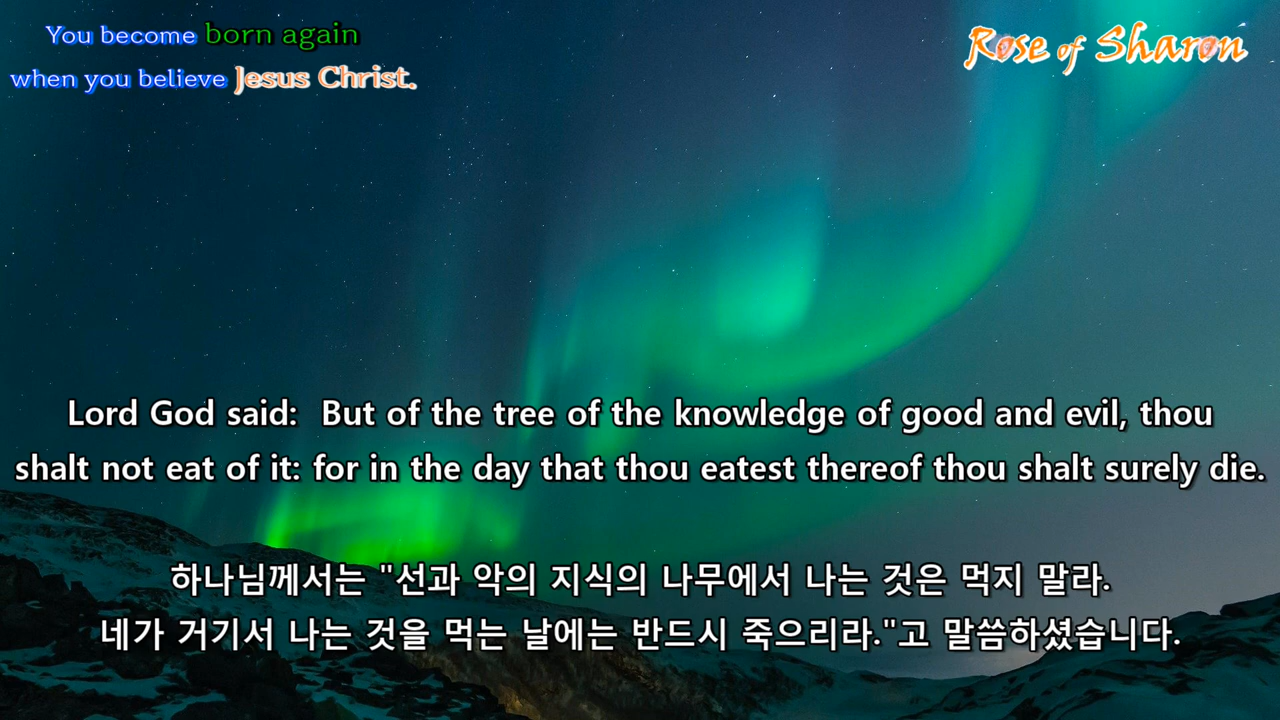 You become born again
when you believe Jesus Christ.
Rose of Sharon
Lord God said:  But of the tree of the knowledge of good and evil, thou
shalt not eat of it: for in the day that thou eatest thereof thou shalt surely die.
하나님께서는 "선과 악의 지식의 나무에서 나는 것은 먹지 말라.
네가 거기서 나는 것을 먹는 날에는 반드시 죽으리라."고 말씀하셨습니다.